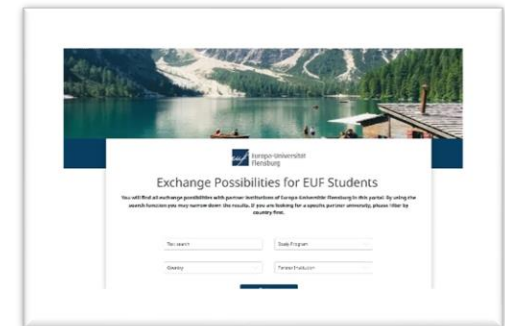 Europa-Universität
Flensburg
Exchange Possibilities for EUF Students
You will find all exchange possibilities with partner institutions of Europa-Universität Flensburg in this portal. By using the
search function you may narrow down the results. If you are looking for a specific partner university, please filter by
country first.
Text search
Study Program
Country
Partner Institution